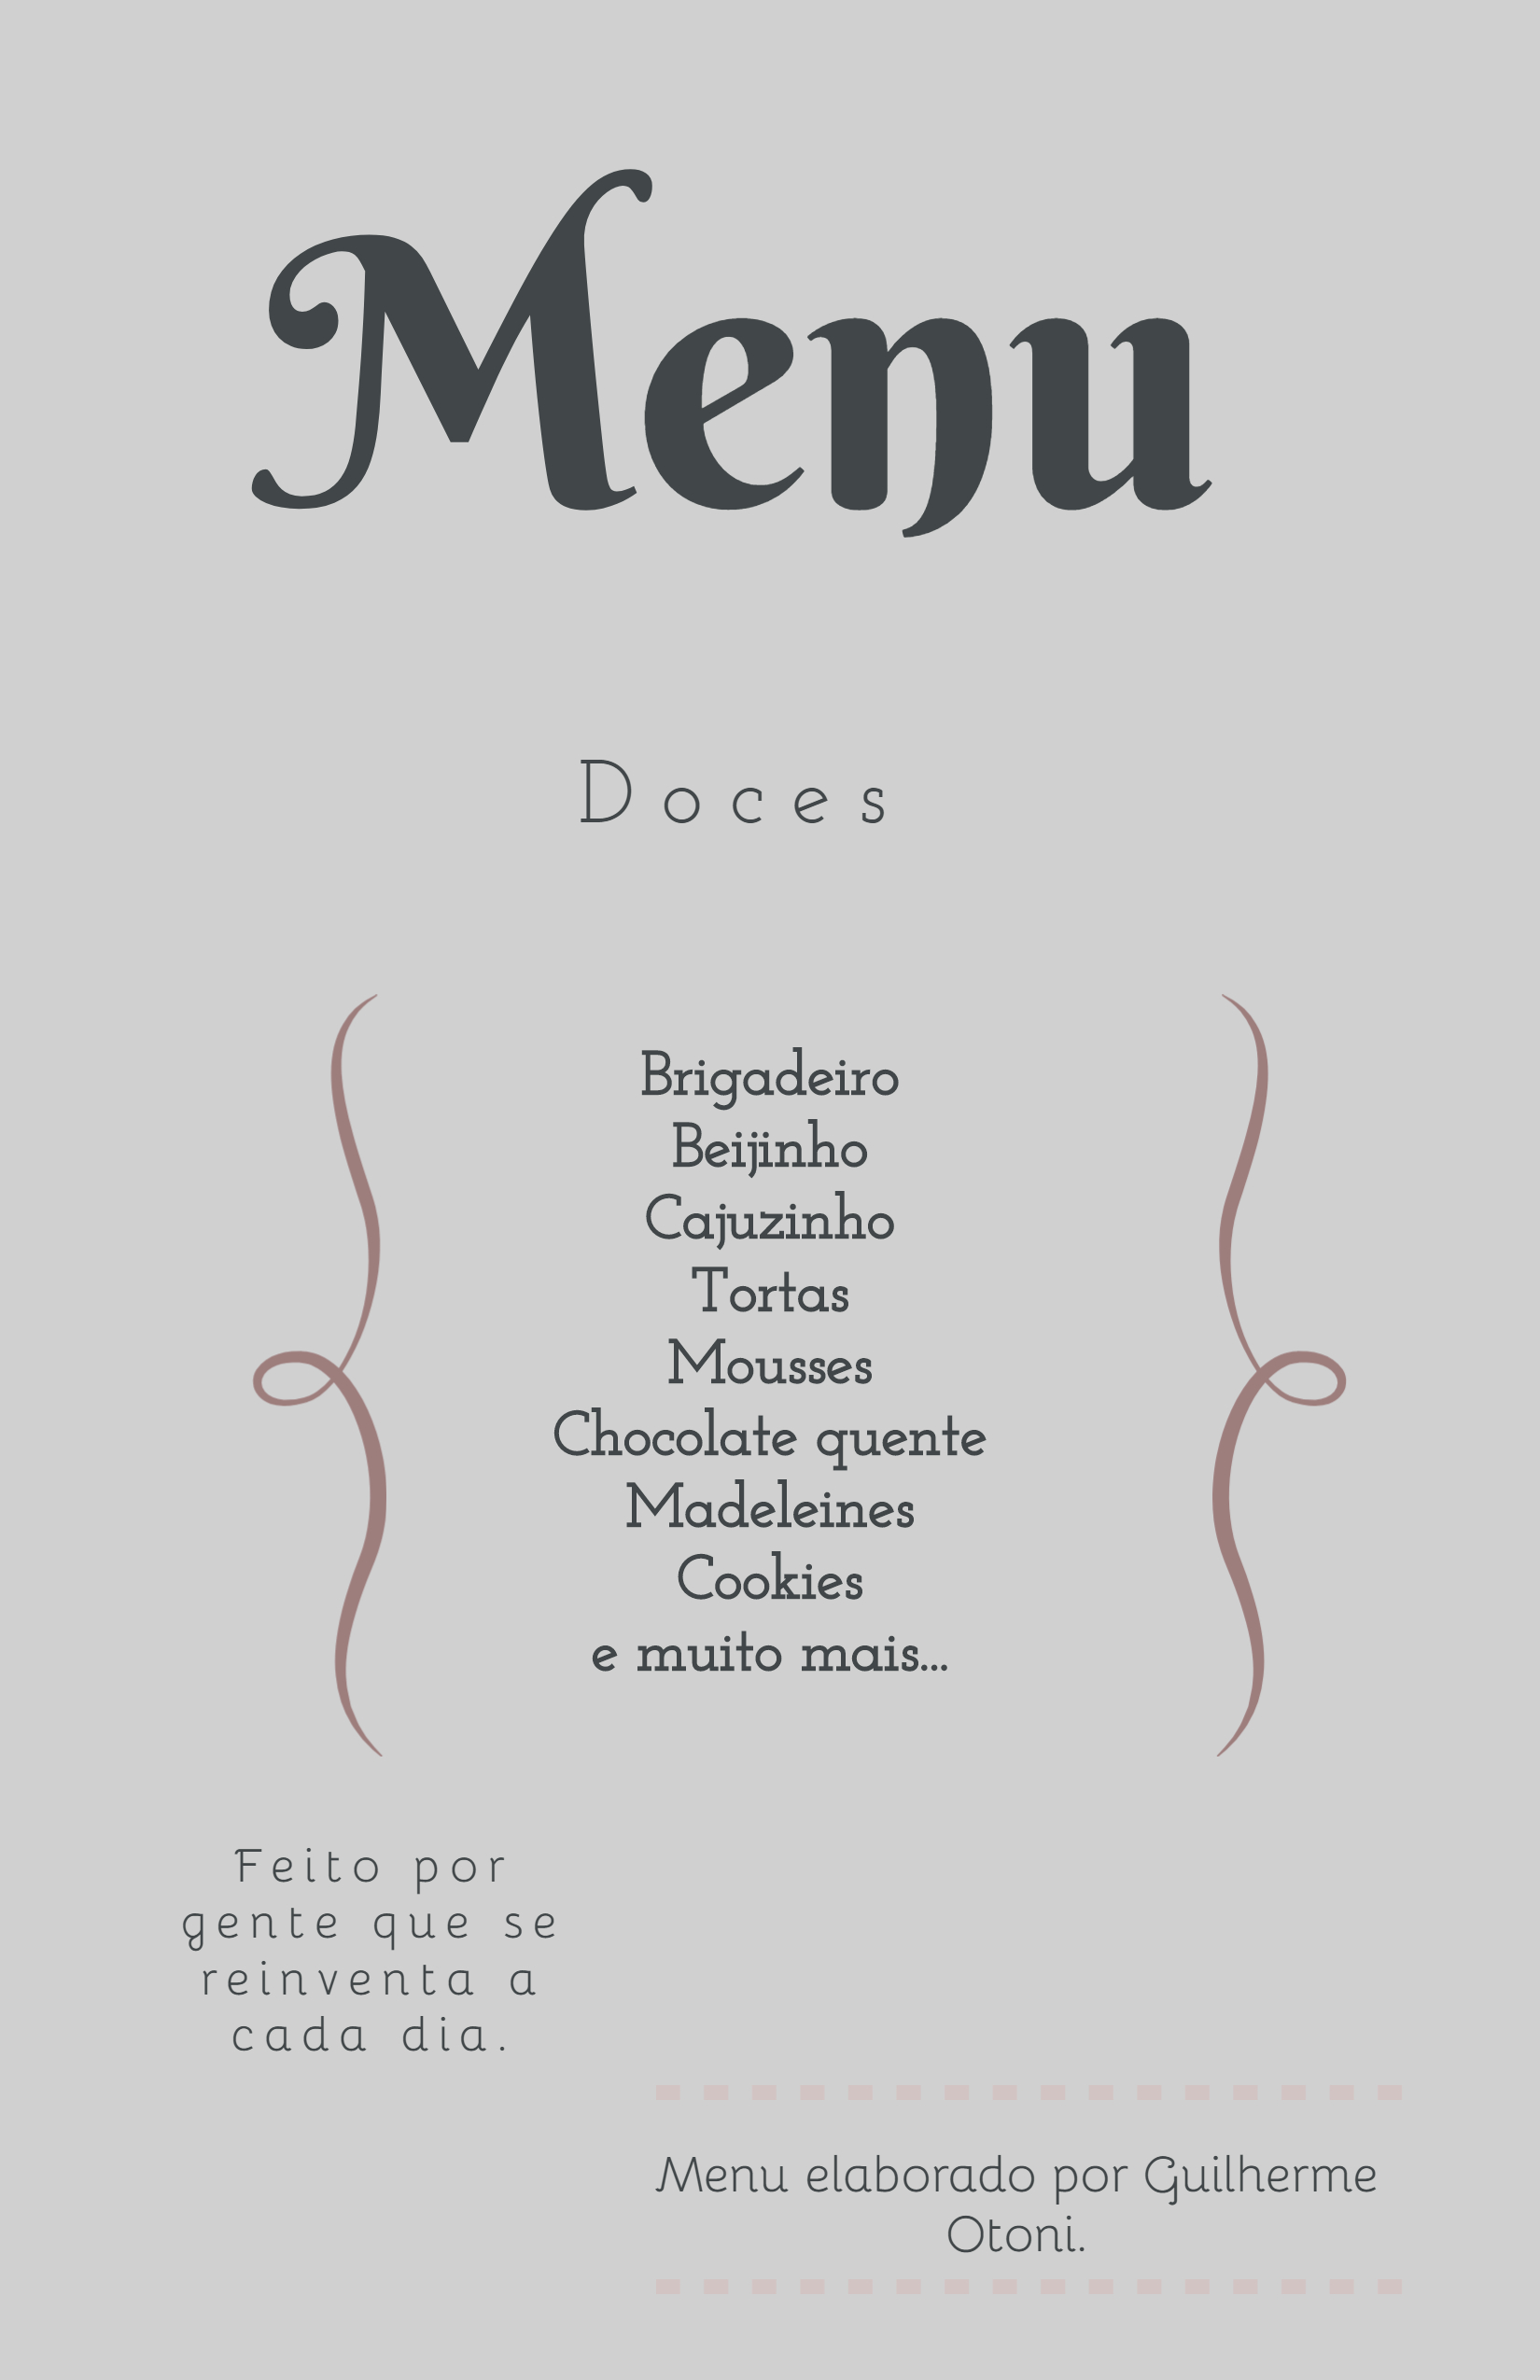 Menu
Doces
Brigadeiro
Beijinho
Cajuzinho
Tortas
Mousses
Chocolate quente
Madeleines
Cookies
e muito mais...
Feito por
gente que se
reinventa a
cada dia.
Menu elaborado por Guilherme
Otoni.